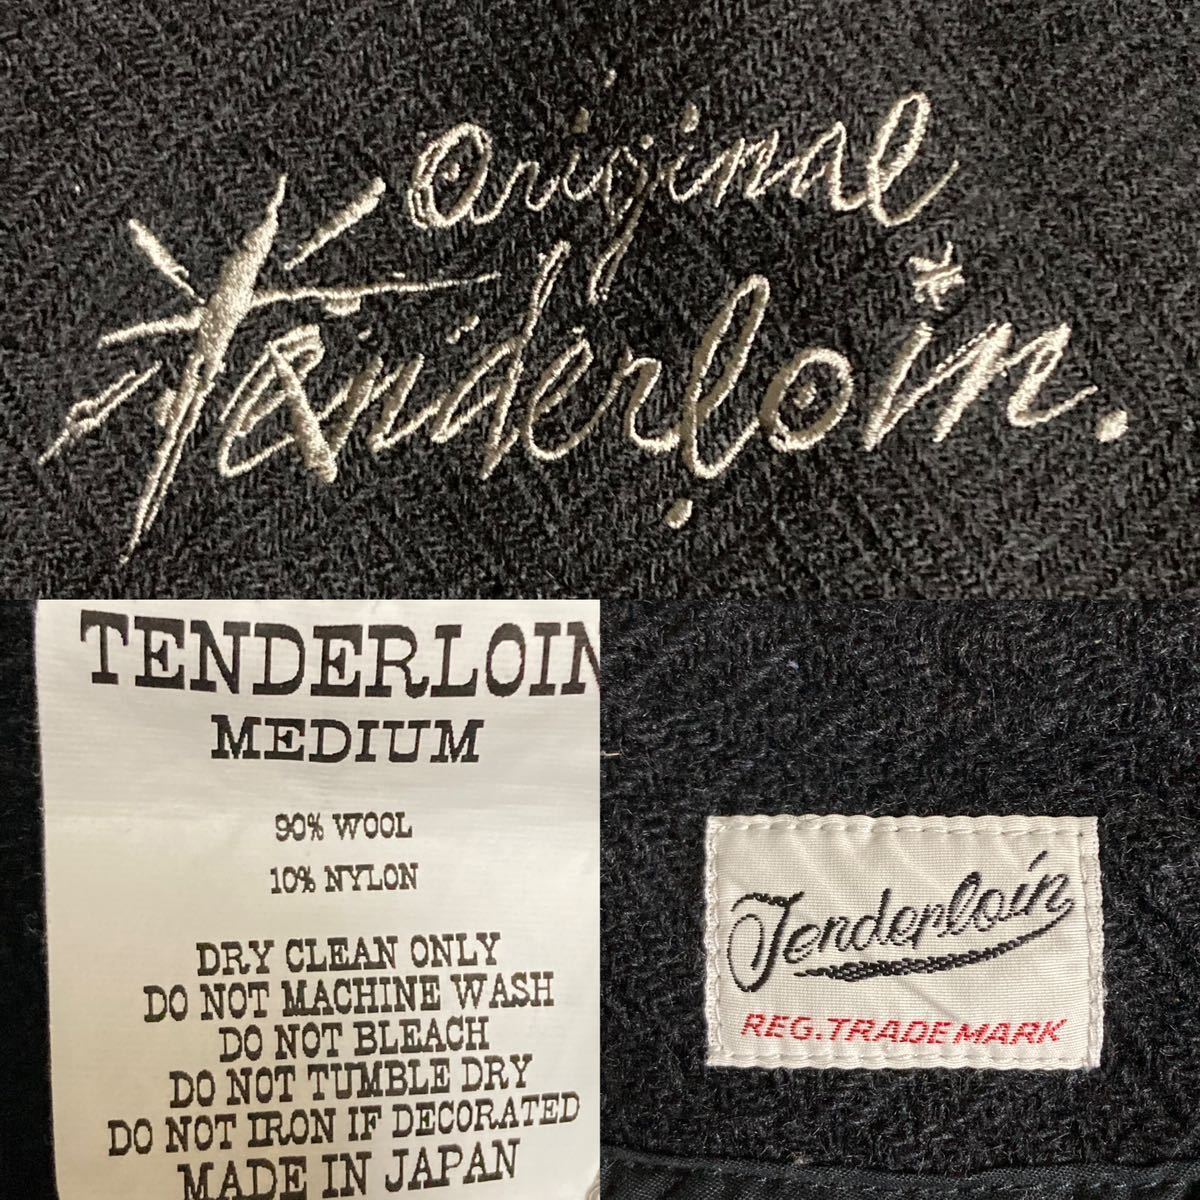 Original
Tenderloin.
TENDERLOIN
MEDIUM
90% WOOL
10% NYLON
DRY CLEAN ONLY
DO NOT MACHINE WASH
DO NOT BLEACH
DO NOT TUMBLE DRY
DO NOT IRON IF DECORATED
MADE IN JAPAN
Tenderloin
REG.TRADE MARK